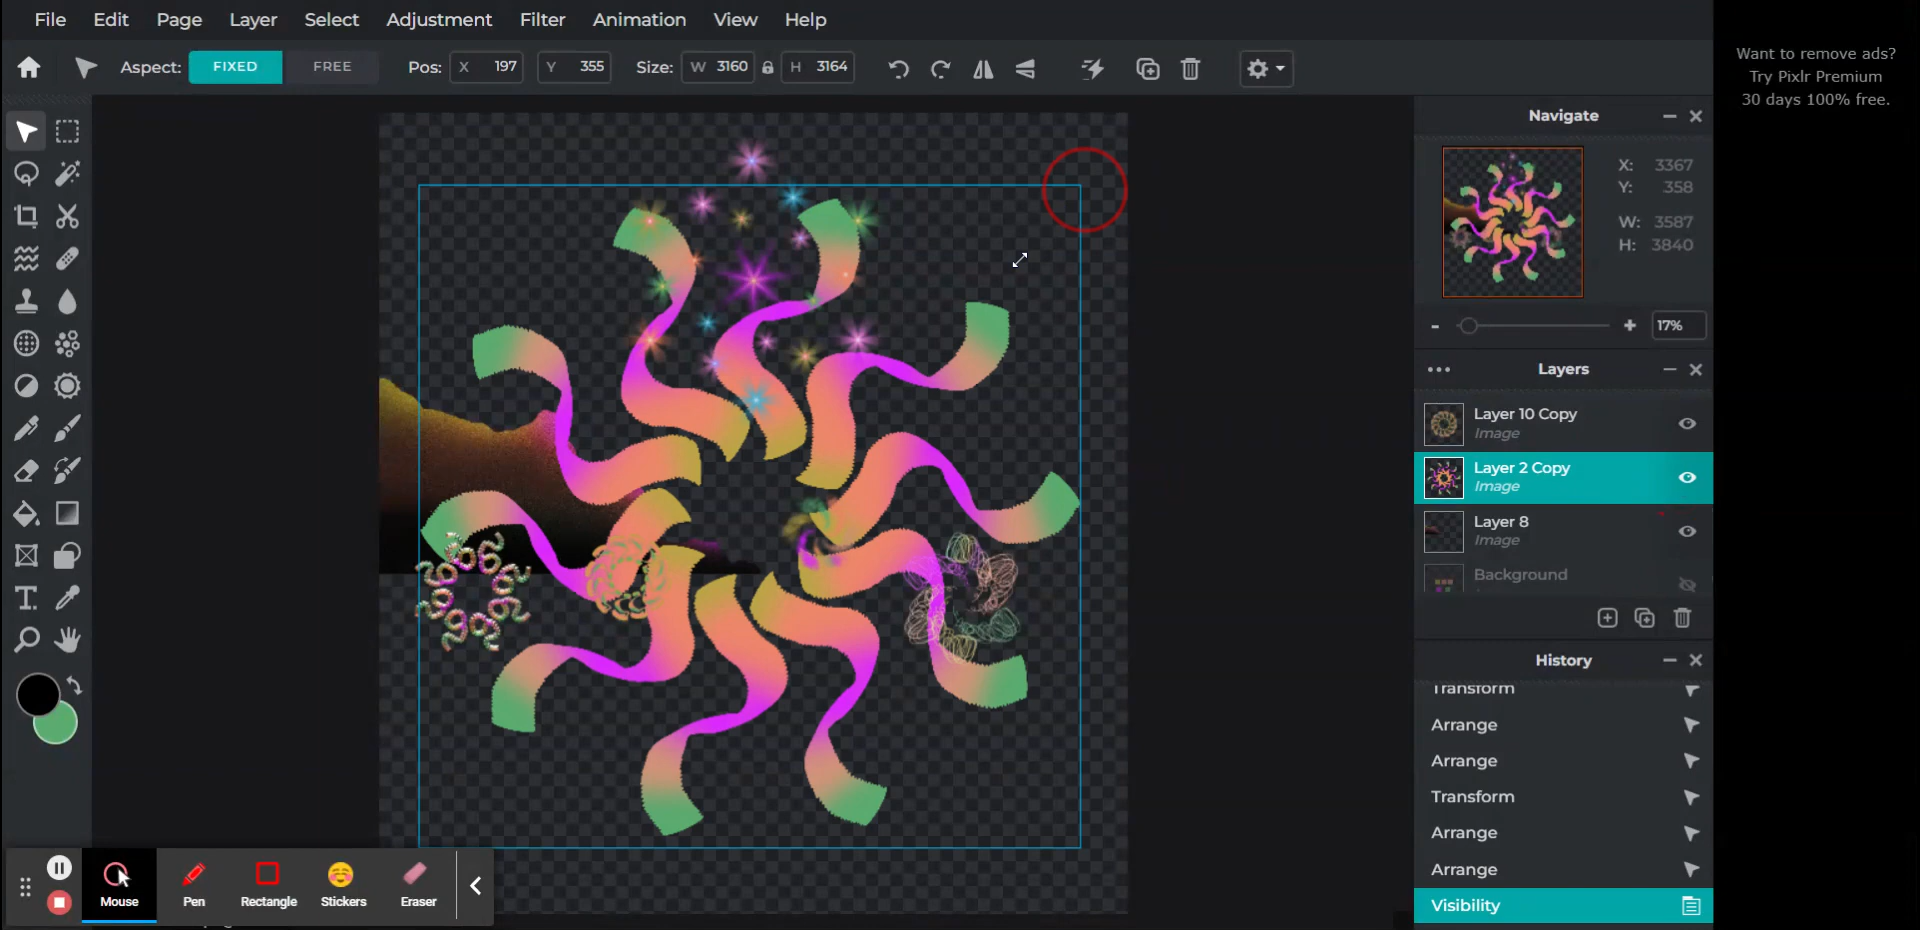 File Edit Page Layer Select Adjustment Filter Animation View Help
Aspect: FIXED FREE Pos: X 197 Y 355 Size: W 3160 H 3164
Want to remove ads?
Try Pixlr Premium
30 days 100% free.
Navigate
X: 3367
Y: 358
W: 3587
H: 3840
- + 17%
Layers
Layer 10 Copy
Image
Layer 2 Copy
Image
Layer 8
Image
Background
History
Transform
Arrange
Arrange
Transform
Arrange
Arrange
Visibility
Mouse Pen Rectangle Stickers Eraser